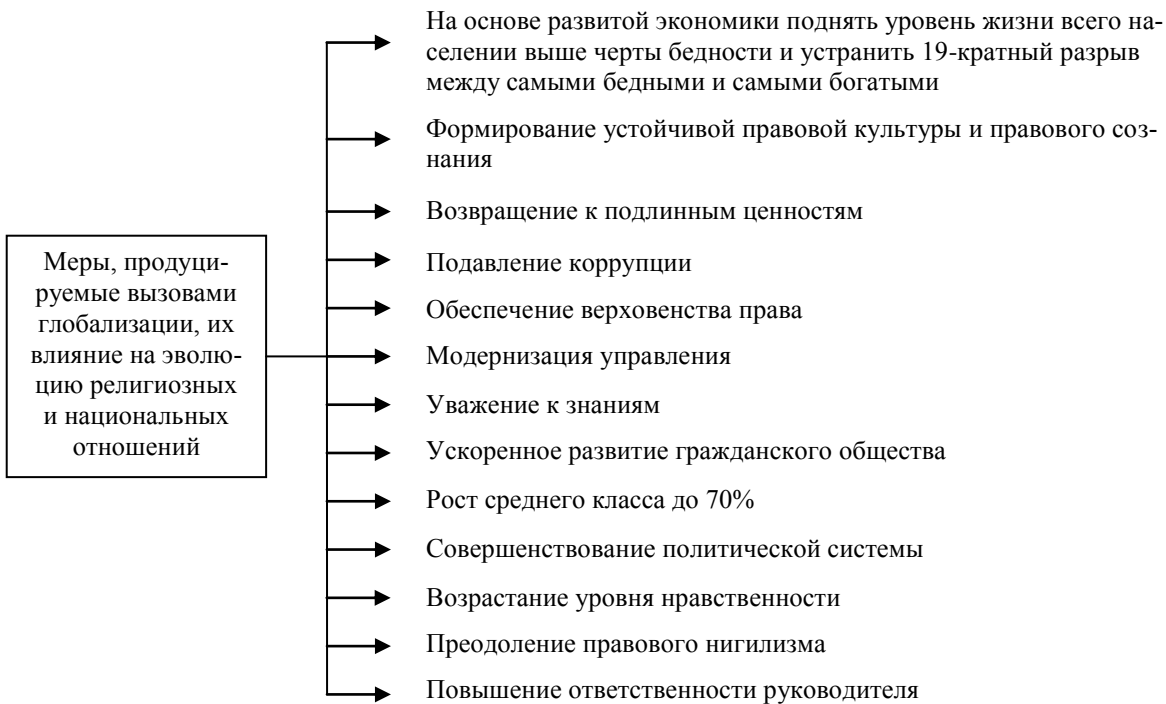 На основе развитой экономики поднять уровень жизни всего на-
селении выше черты бедности и устранить 19-кратный разрыв
между самыми бедными и самыми богатыми
Формирование устойчивой правовой культуры и правового соз-
нания
Возвращение к подлинным ценностям
Меры, продуци-
руемые вызовами
глобализации, их
влияние на эволю-
цию религиозных
и национальных
отношений
Подавление коррупции
Обеспечение верховенства права
Модернизация управления
Уважение к знаниям
Ускоренное развитие гражданского общества
Рост среднего класса до 70%
Совершенствование политической системы
Возрастание уровня нравственности
Преодоление правового нигилизма
Повышение ответственности руководителя